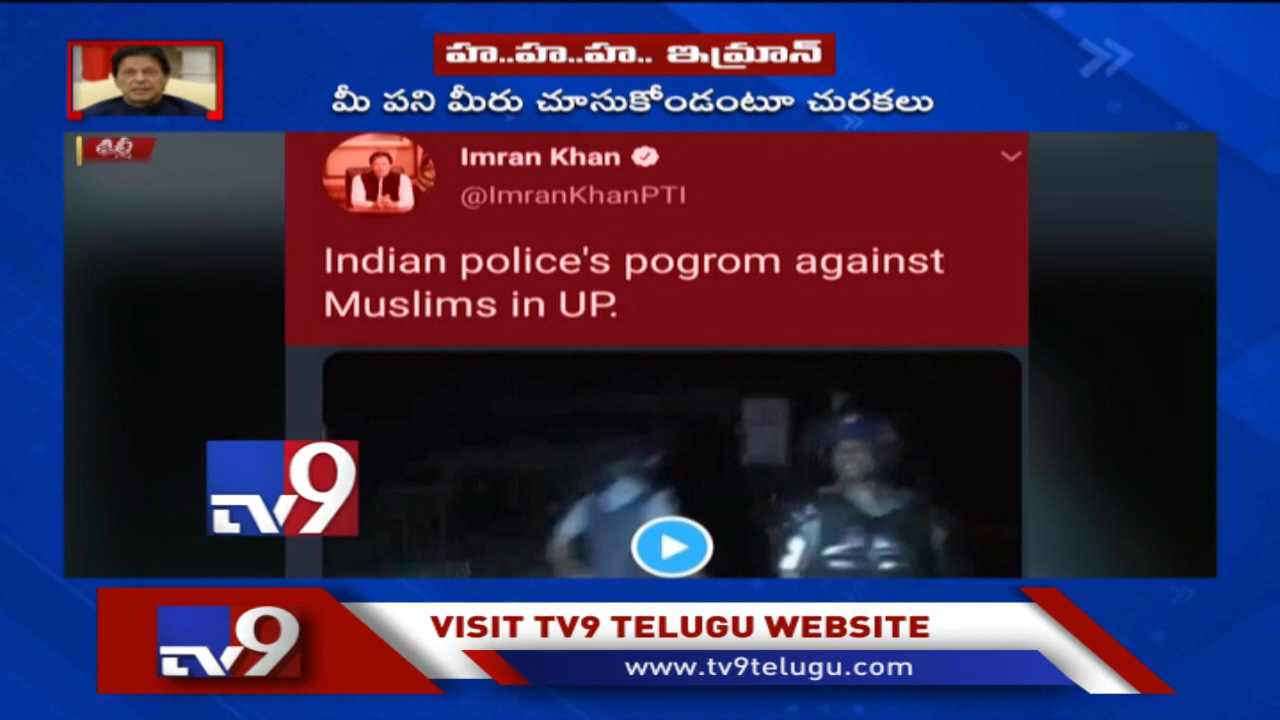 హ..హ..హ.. ఇమ్రాన్
మీ పని మీరు చూసుకోండంటూ చురకలు
ఢిల్లీ
Imran Khan
@ImranKhanPTI
Indian police's pogrom against
Muslims in UP.
TV9
TV9
VISIT TV9 TELUGU WEBSITE
www.tv9telugu.com